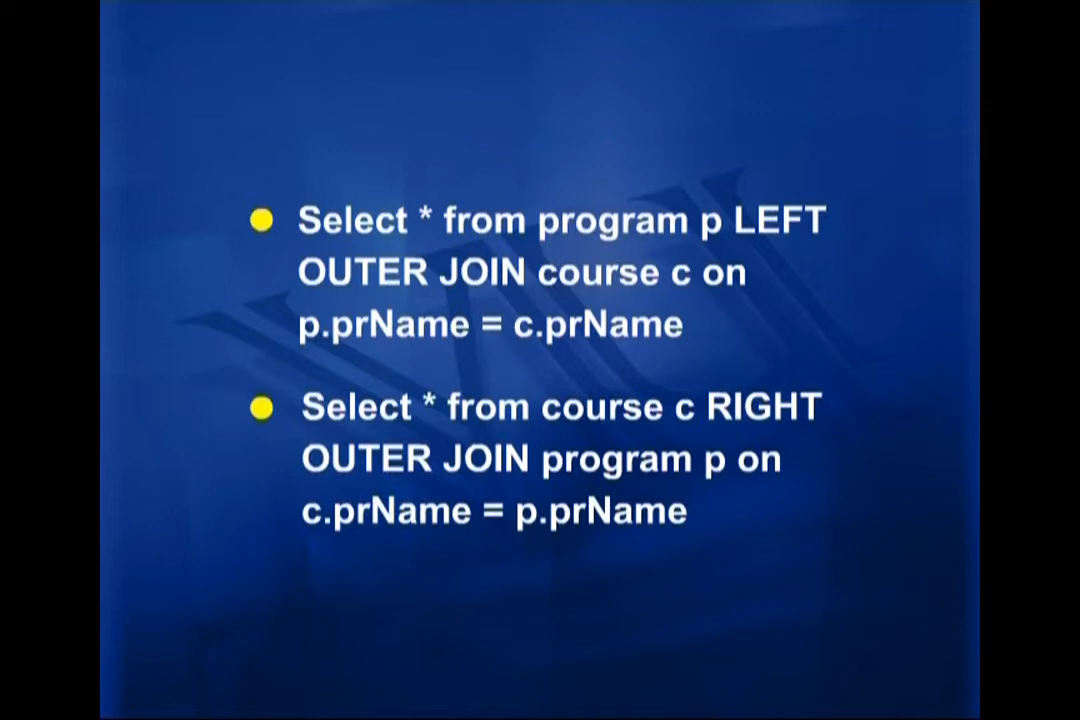 Select * from program p LEFT
OUTER JOIN course c on
p.prName = c.prName
Select * from course c RIGHT
OUTER JOIN program p on
c.prName = p.prName